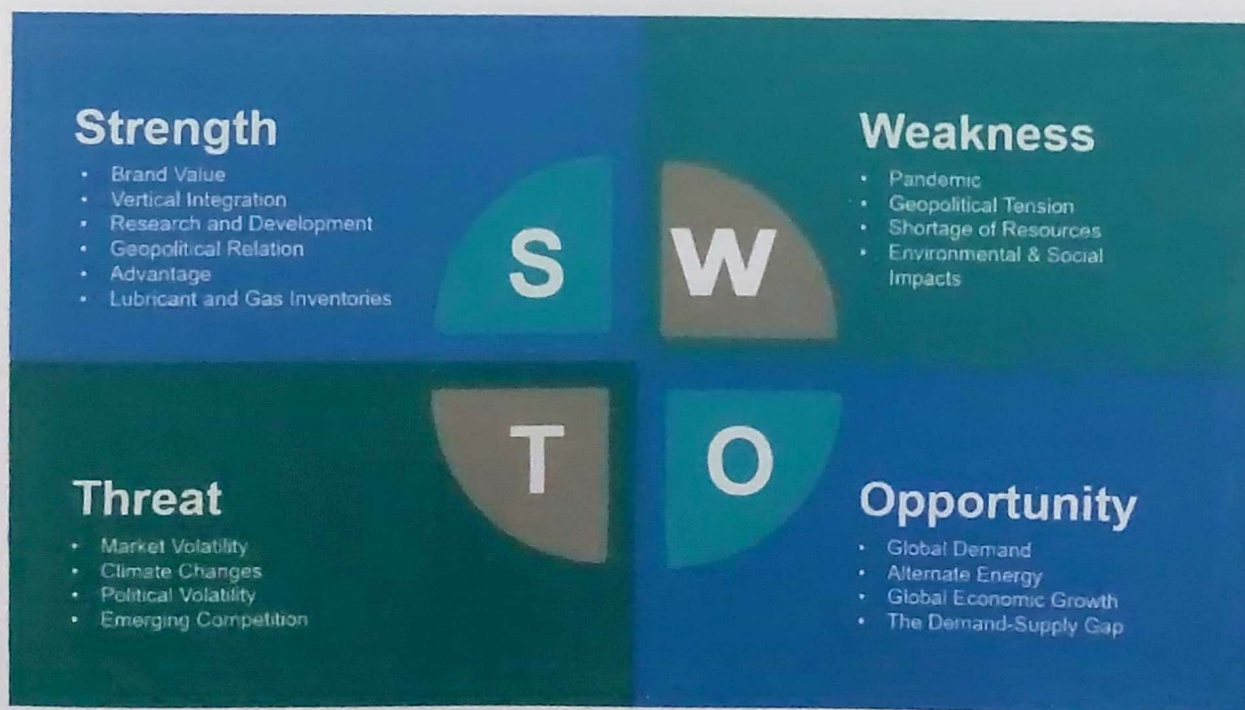 Strength
• Brand Value
• Vertical Integration
• Research and Development
• Geopolitical Relation
• Advantage
• Lubricant and Gas Inventories
S
W
Weakness
• Pandemic
• Geopolitical Tension
• Shortage of Resources
• Environmental & Social
Impacts
Threat
• Market Volatility
• Climate Changes
• Political Volatility
• Emerging Competition
T
O
Opportunity
• Global Demand
• Alternate Energy
• Global Economic Growth
• The Demand-Supply Gap